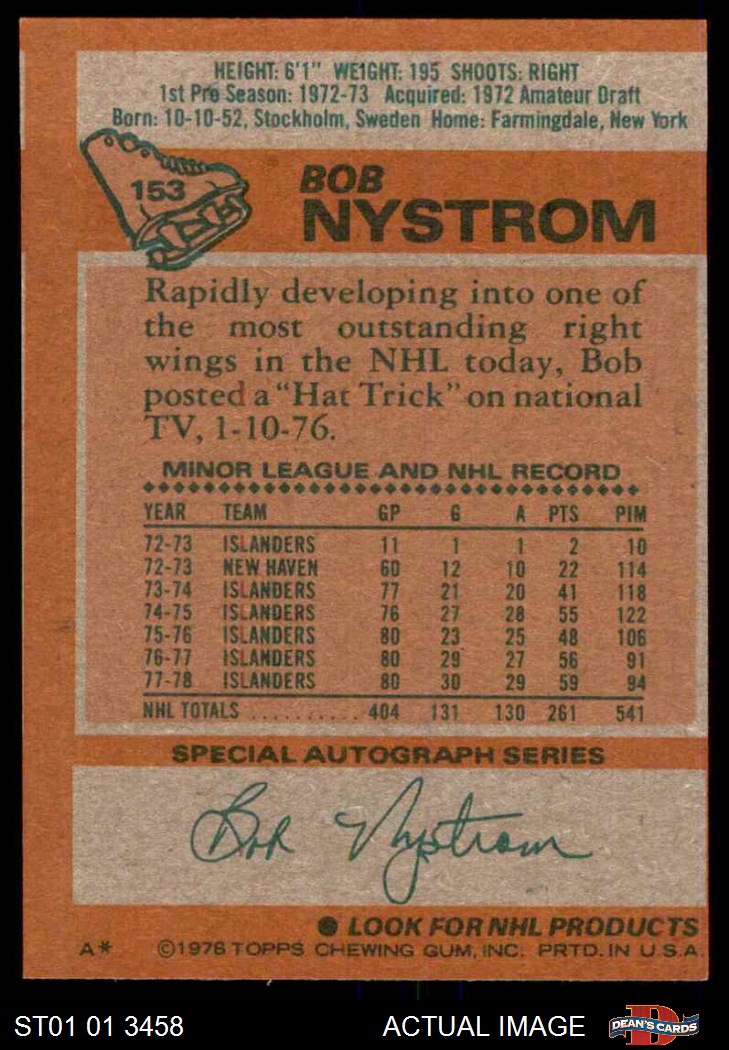 HEIGHT: 6'1" WEIGHT: 195 SHOOTS: RIGHT
1st Pro Season: 1972-73 Acquired: 1972 Amateur Draft
Born: 10-10-52, Stockholm, Sweden Home: Farmingdale, New York
153
BOB
NYSTROM
Rapidly developing into one of
the most outstanding right
wings in the NHL today, Bob
posted a "Hat Trick" on national
TV, 1-10-76.
MINOR LEAGUE AND NHL RECORD
YEAR TEAM GP G A PTS PIM
72-73 ISLANDERS 11 1 1 2 10
72-73 NEW HAVEN 60 12 10 22 114
73-74 ISLANDERS 77 21 20 41 118
74-75 ISLANDERS 76 27 28 55 122
75-76 ISLANDERS 80 23 25 48 106
76-77 ISLANDERS 80 29 27 56 91
77-78 ISLANDERS 80 30 29 59 94
NHL TOTALS .......... 404 131 130 261 541
SPECIAL AUTOGRAPH SERIES
Bob Nystrom
LOOK FOR NHL PRODUCTS
A* ©1978 TOPPS CHEWING GUM, INC. PRTD. IN U.S.A.
ST01 01 3458 ACTUAL IMAGE DEAN'S CARDS